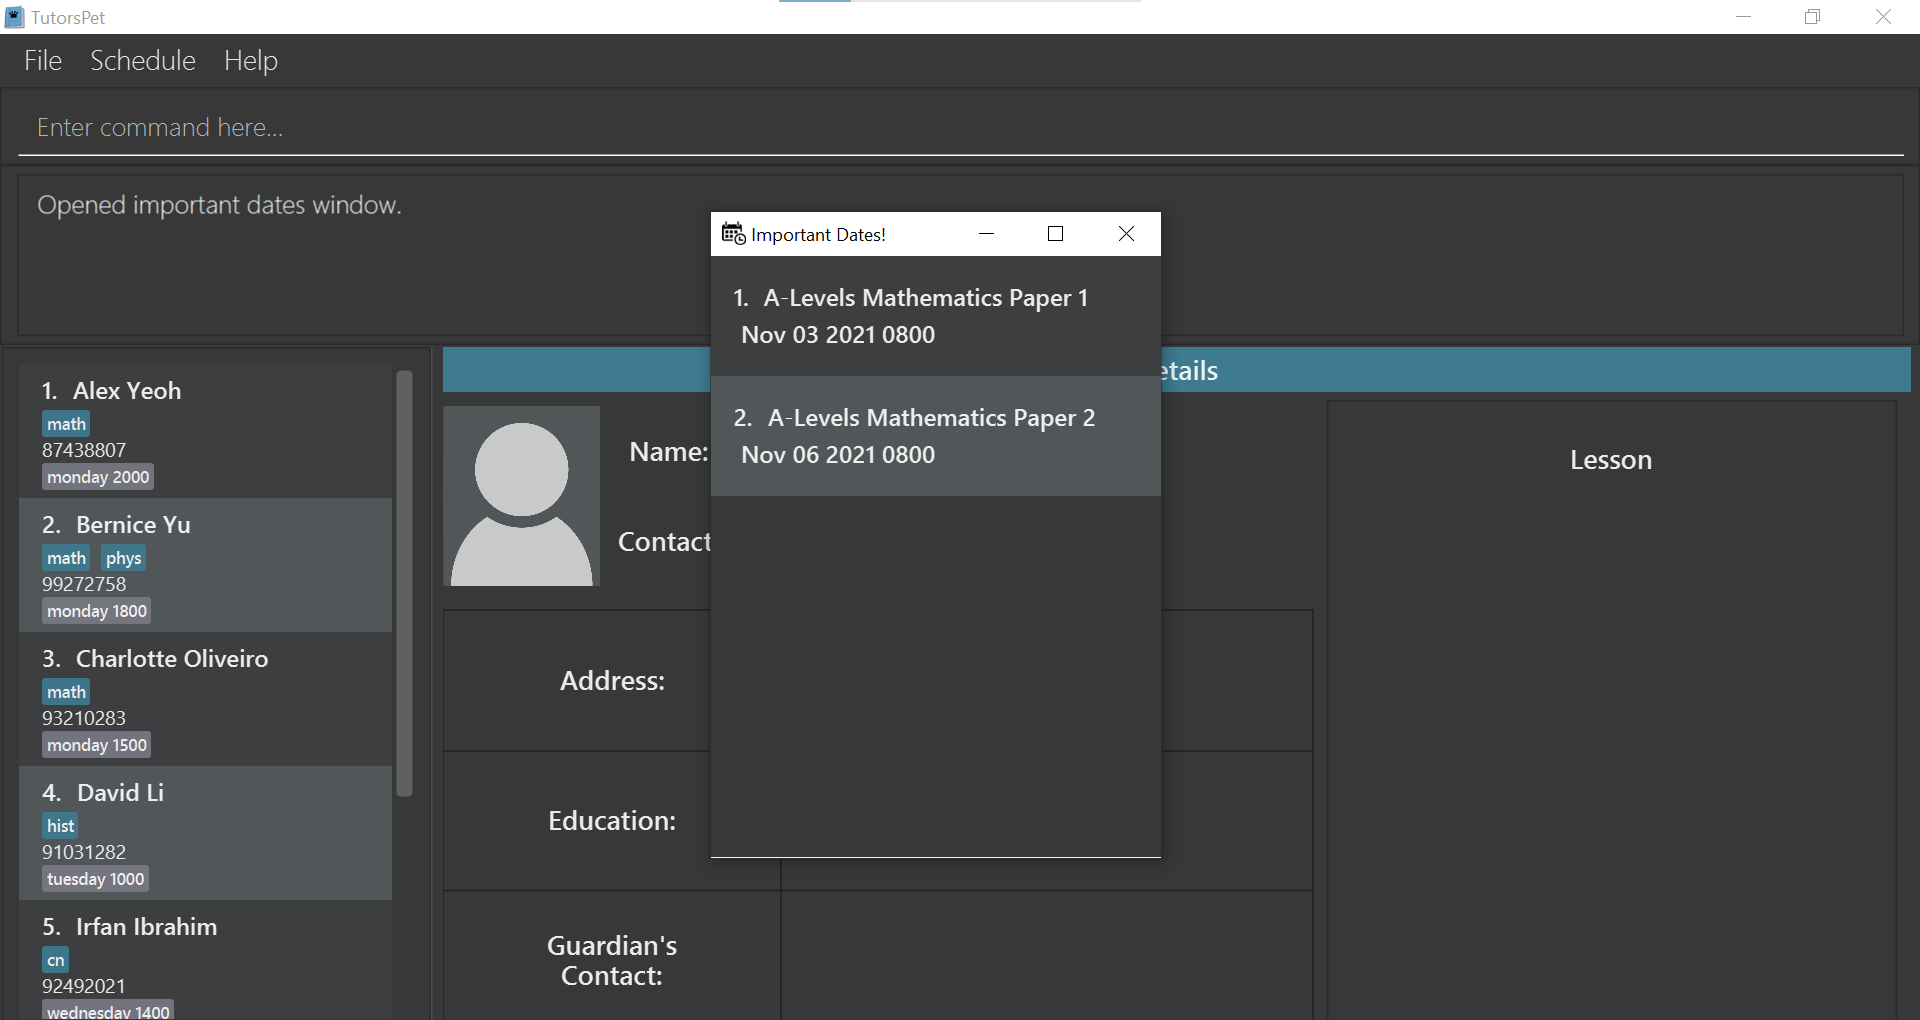 TutorsPet
File Schedule Help
Enter command here...
Opened important dates window.
Important Dates!
1. A-Levels Mathematics Paper 1
Nov 03 2021 0800
2. A-Levels Mathematics Paper 2
Nov 06 2021 0800
1. Alex Yeoh
math
87438807
monday 2000
2. Bernice Yu
math phys
99272758
monday 1800
3. Charlotte Oliveiro
math
93210283
monday 1500
4. David Li
hist
91031282
tuesday 1000
5. Irfan Ibrahim
cn
92492021
wednesday 1400
etails
Name:
Contact
Address:
Education:
Guardian's
Contact:
Lesson